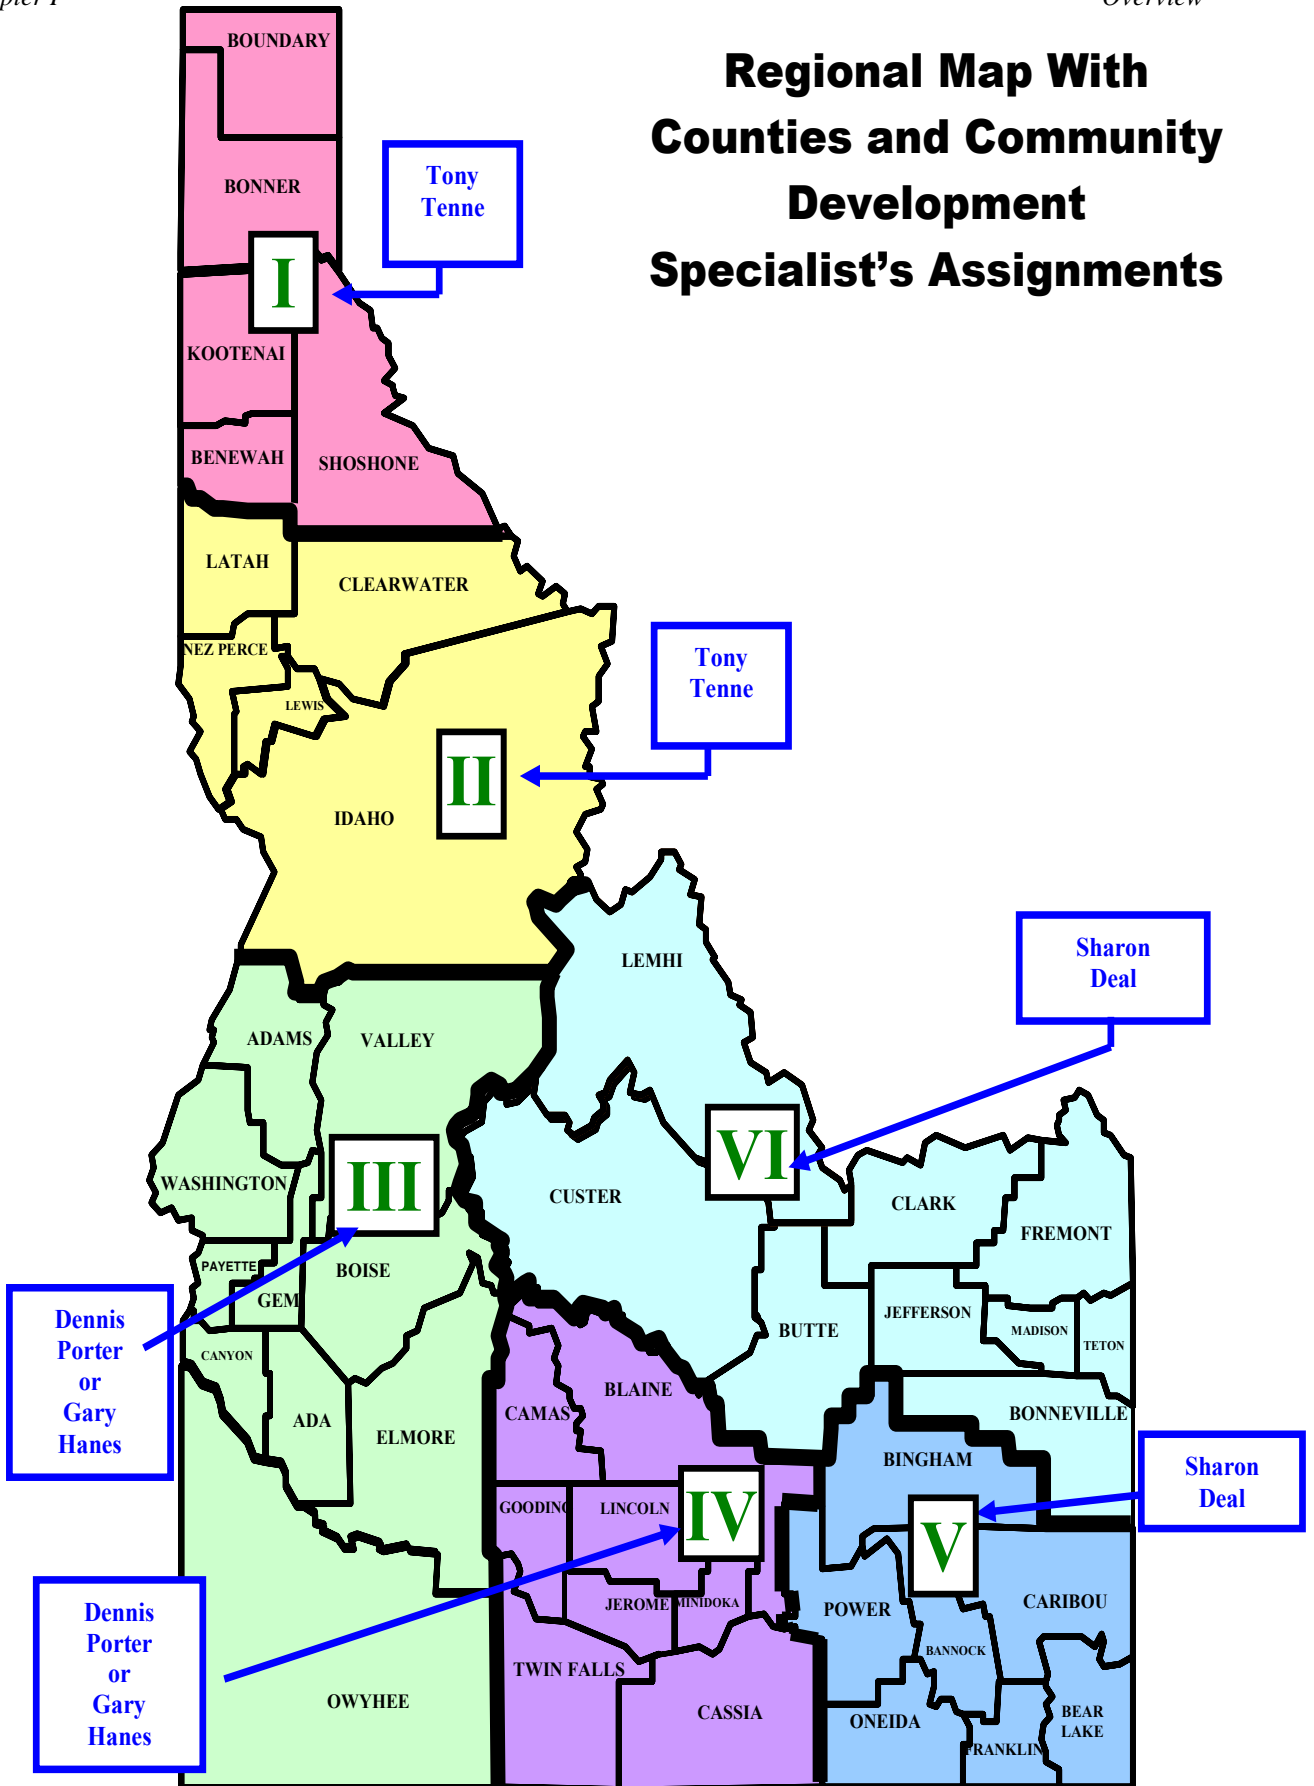 Overview
Regional Map With
Counties and Community
Development
Specialist's Assignments
BOUNDARY
BONNER
Tony
Tenne
I
KOOTENAI
BENEWAH
SHOSHONE
LATAH
CLEARWATER
NEZ PERCE
LEWIS
Tony
Tenne
II
IDAHO
LEMHI
Sharon
Deal
ADAMS
VALLEY
VI
III
WASHINGTON
CUSTER
CLARK
FREMONT
PAYETTE
BOISE
GEM
JEFFERSON
MADISON
TETON
BUTTE
Dennis
Porter
or
Gary
Hanes
CANYON
ADA
ELMORE
BLAINE
CAMAS
BONNEVILLE
BINGHAM
Sharon
Deal
GOODING
LINCOLN
IV
V
JEROME
MINIDOKA
POWER
CARIBOU
BANNOCK
Dennis
Porter
or
Gary
Hanes
TWIN FALLS
OWYHEE
CASSIA
ONEIDA
BEAR
LAKE
FRANKLIN